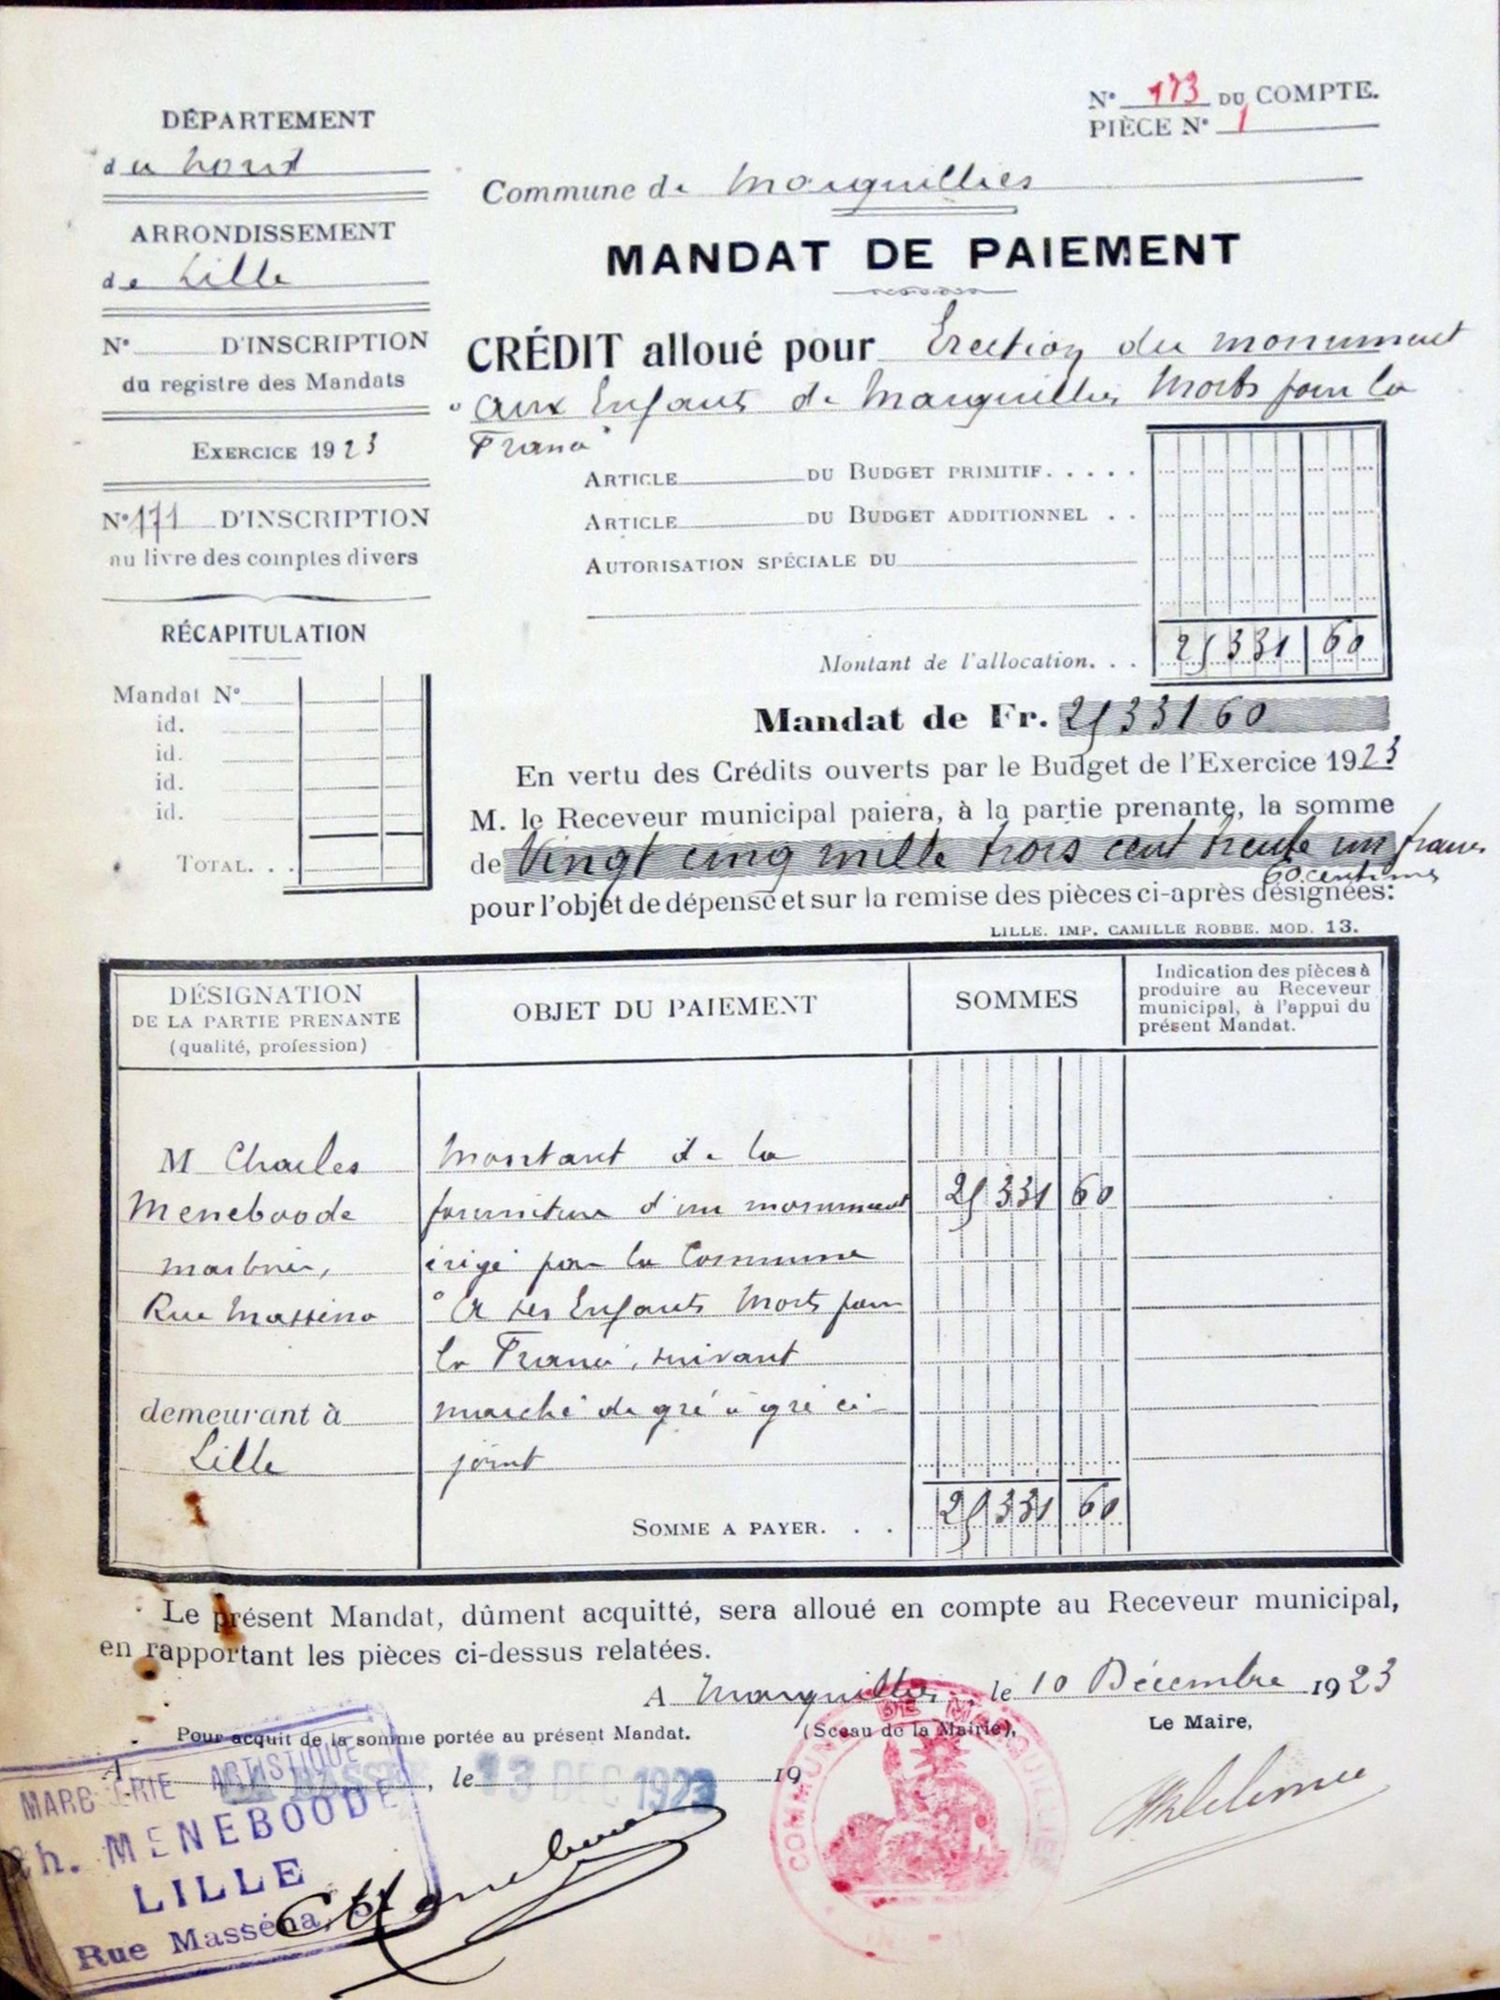 N° 173 DU COMPTE.
PIÈCE N° 1
DÉPARTEMENT
du Nord
ARRONDISSEMENT
de Lille
N° D'INSCRIPTION
du registre des Mandats
EXERCICE 1923
N° 171 D'INSCRIPTION
au livre des comptes divers
RÉCAPITULATION
Mandat N°
id.
id.
id.
id.
TOTAL. . .
Commune de Marquillies
MANDAT DE PAIEMENT
CRÉDIT alloué pour Erection du monument
"aux Enfants de Marquillies Morts pour la
France"
ARTICLE DU BUDGET PRIMITIF. . . . .
ARTICLE DU BUDGET ADDITIONNEL . .
AUTORISATION SPÉCIALE DU
Montant de l'allocation. . . 25331 60
Mandat de Fr. 25331 60
En vertu des Crédits ouverts par le Budget de l'Exercice 1923
M. le Receveur municipal paiera, à la partie prenante, la somme
de Vingt cinq mille trois cent trente un francs
60 centimes
pour l'objet de dépense et sur la remise des pièces ci-après désignées:
LILLE. IMP. CAMILLE ROBBE. MOD. 13.
DÉSIGNATION
DE LA PARTIE PRENANTE
(qualité, profession)
OBJET DU PAIEMENT
SOMMES
Indication des pièces à
produire au Receveur
municipal, à l'appui du
présent Mandat.
M Charles
Meneboode
marbrier,
Rue Masséna
demeurant à
Lille
Montant de la
fourniture d'un monument
érigé par la Commune
"A ses Enfants Morts pour
la France", suivant
marché de gré à gré ci-
joint
25 331 60
SOMME A PAYER. . . 25331 60
Le présent Mandat, dûment acquitté, sera alloué en compte au Receveur municipal,
en rapportant les pièces ci-dessus relatées.
A Marquillies, le 10 Décembre 1923
Pour acquit de la somme portée au présent Mandat.
(Sceau de la Mairie),
Le Maire,
A , le 13 DEC 1923 19
MARBRERIE ARTISTIQUE
Ch. MENEBOODE
LILLE
Rue Masséna,
COMMUNE DE MARQUILLIES